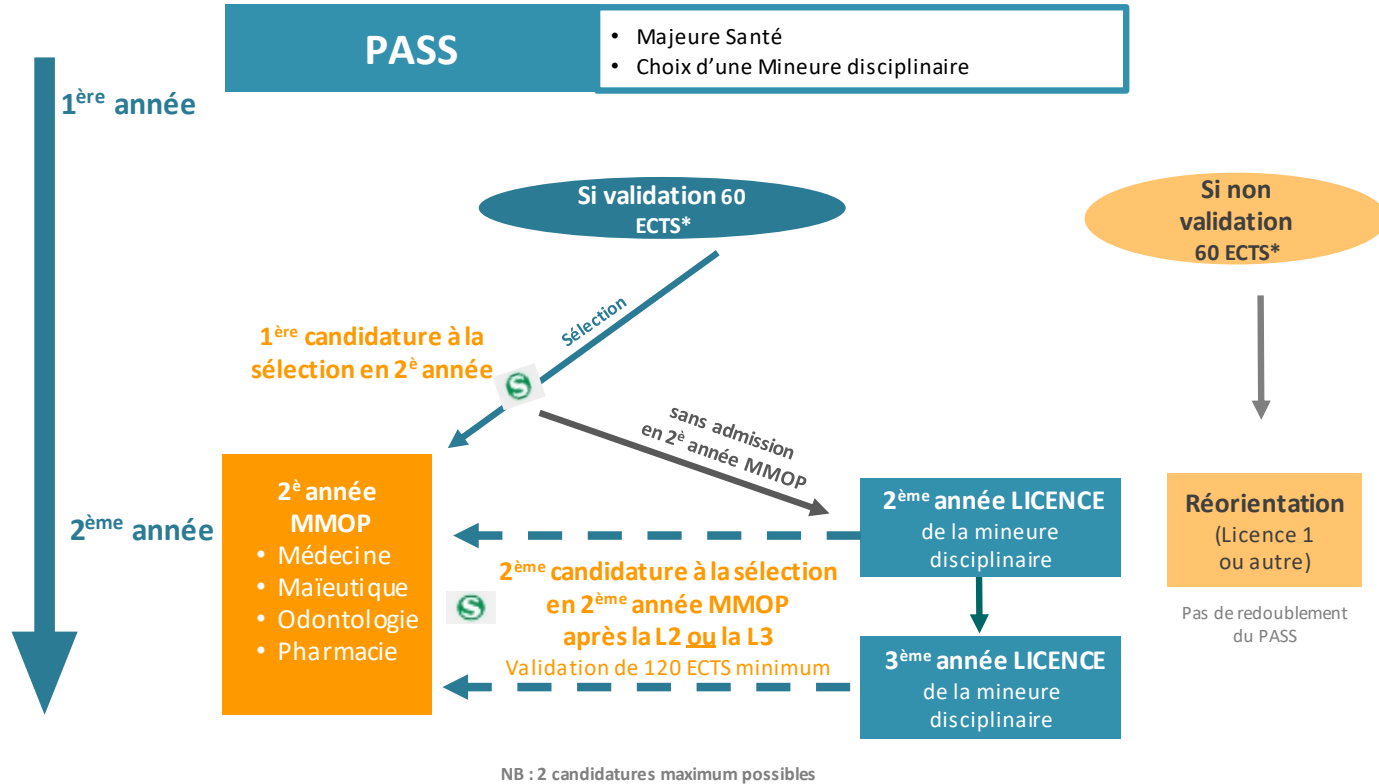 PASS
• Majeure Santé
• Choix d'une Mineure disciplinaire
1ère année
Si validation 60
ECTS*
Si non
validation
60 ECTS*
Sélection
1ère candidature à la
sélection en 2è année
S
sans admission
en 2è année MMOP
2ème année
2è année
MMOP
• Médecine
• Maïeutique
• Odontologie
• Pharmacie
2ème année LICENCE
de la mineure
disciplinaire
Réorientation
(Licence 1
ou autre)
Pas de redoublement
du PASS
S
2ème candidature à la sélection
en 2ème année MMOP
après la L2 ou la L3
Validation de 120 ECTS minimum
3ème année LICENCE
de la mineure
disciplinaire
NB : 2 candidatures maximum possibles